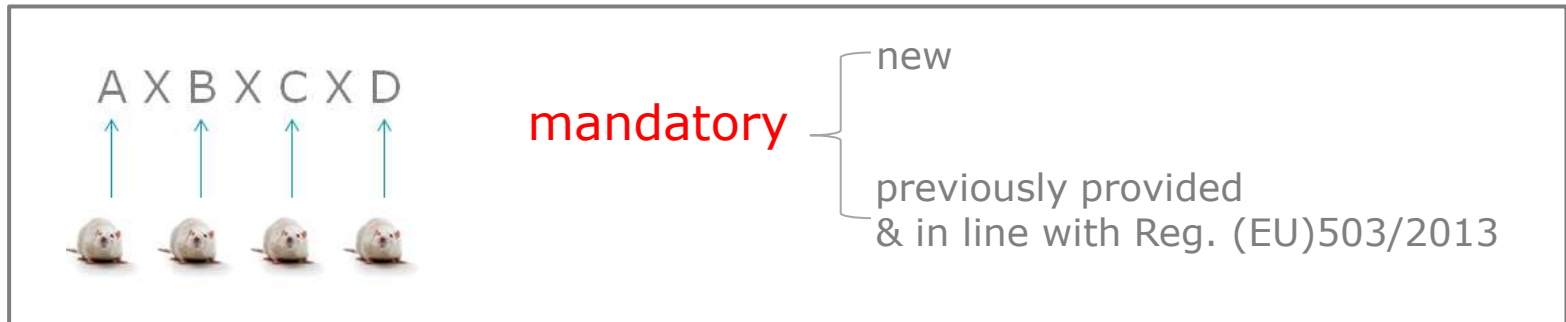 A X B X C X D
mandatory
new
previously provided
& in line with Reg. (EU)503/2013